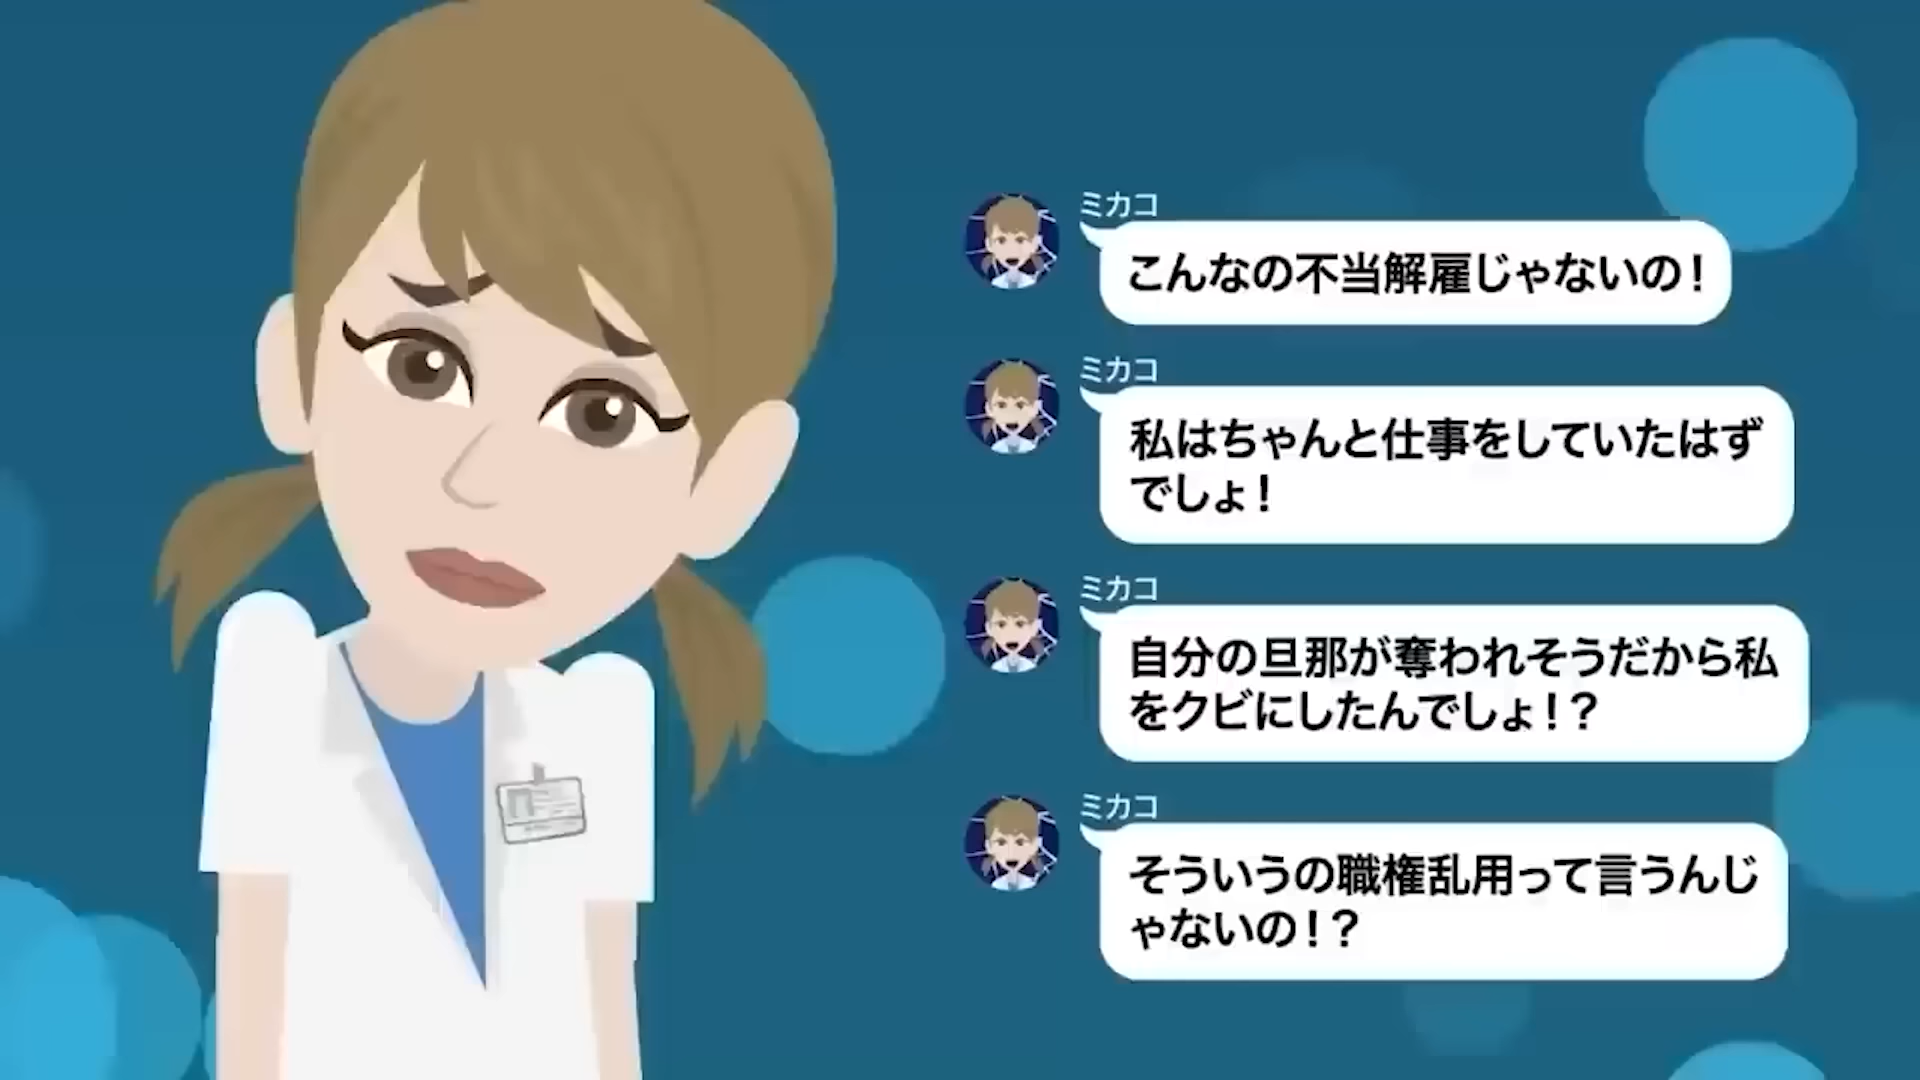 ミカコ
こんなの不当解雇じゃないの!
ミカコ
私はちゃんと仕事をしていたはず
でしょ!
ミカコ
自分の旦那が奪われそうだから私
をクビにしたんでしょ!?
ミカコ
そういうの職権乱用って言うんじ
ゃないの!?